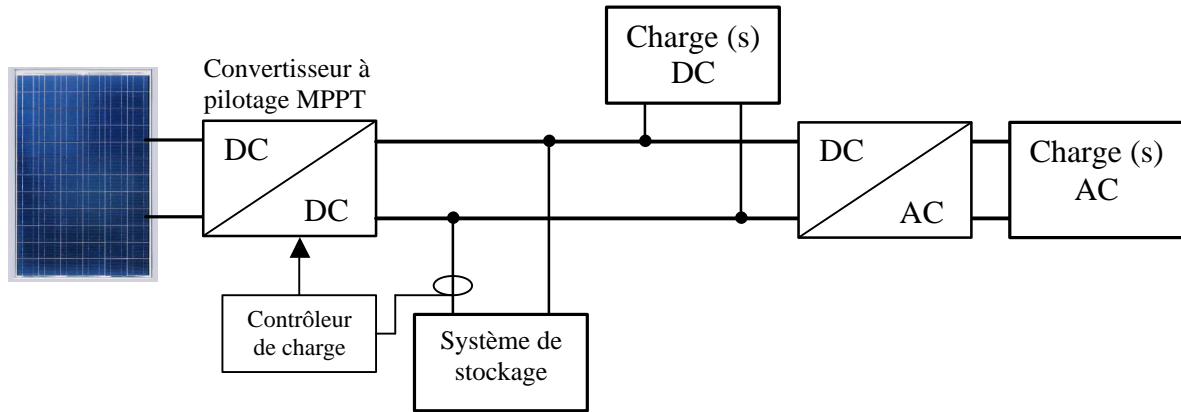 Convertisseur à
pilotage MPPT
DC
DC
Contrôleur
de charge
Système de
stockage
Charge (s)
DC
DC
AC
Charge (s)
AC